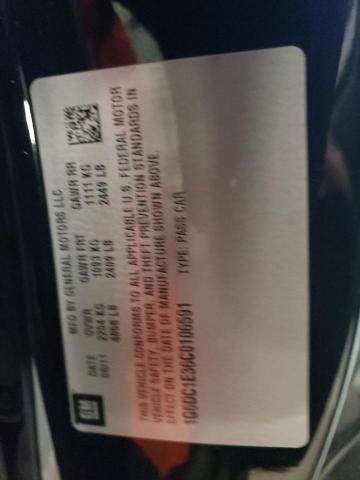 GM
MFD BY GENERAL MOTORS LLC
DATE GVWR GAWR FRT GAWR RR
08/11 2204 KG 1093 KG 1111 KG
4858 LB 2409 LB 2449 LB
THIS VEHICLE CONFORMS TO ALL APPLICABLE U.S. FEDERAL MOTOR
VEHICLE SAFETY, BUMPER, AND THEFT PREVENTION STANDARDS IN
EFFECT ON THE DATE OF MANUFACTURE SHOWN ABOVE.
1G6DC1E36C0106591 TYPE: PASS CAR